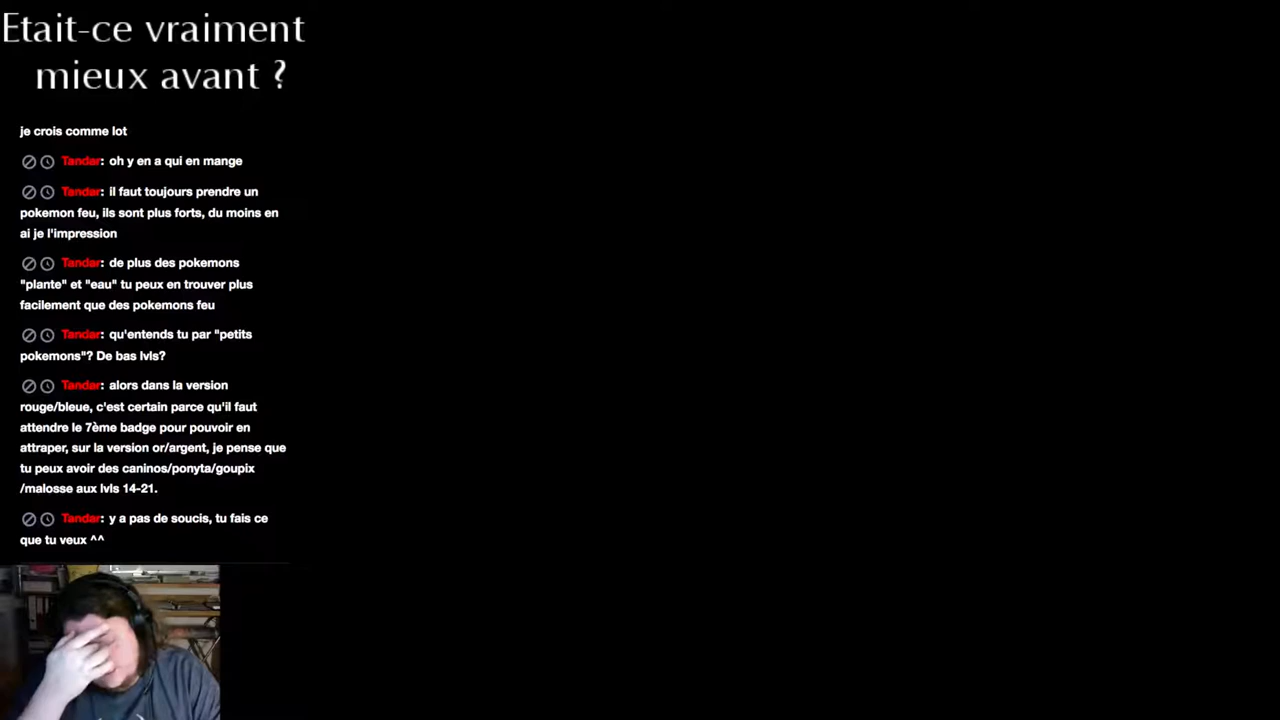 Etait-ce vraiment
mieux avant ?
je crois comme lot
Tandar: oh y en a qui en mange
Tandar: il faut toujours prendre un
pokemon feu, ils sont plus forts, du moins en
ai je l'impression
Tandar: de plus des pokemons
"plante" et "eau" tu peux en trouver plus
facilement que des pokemons feu
Tandar: qu'entends tu par "petits
pokemons"? De bas lvls?
Tandar: alors dans la version
rouge/bleue, c'est certain parce qu'il faut
attendre le 7ème badge pour pouvoir en
attraper, sur la version or/argent, je pense que
tu peux avoir des caninos/ponyta/goupix
/malosse aux lvls 14-21.
Tandar: y a pas de soucis, tu fais ce
que tu veux ^^